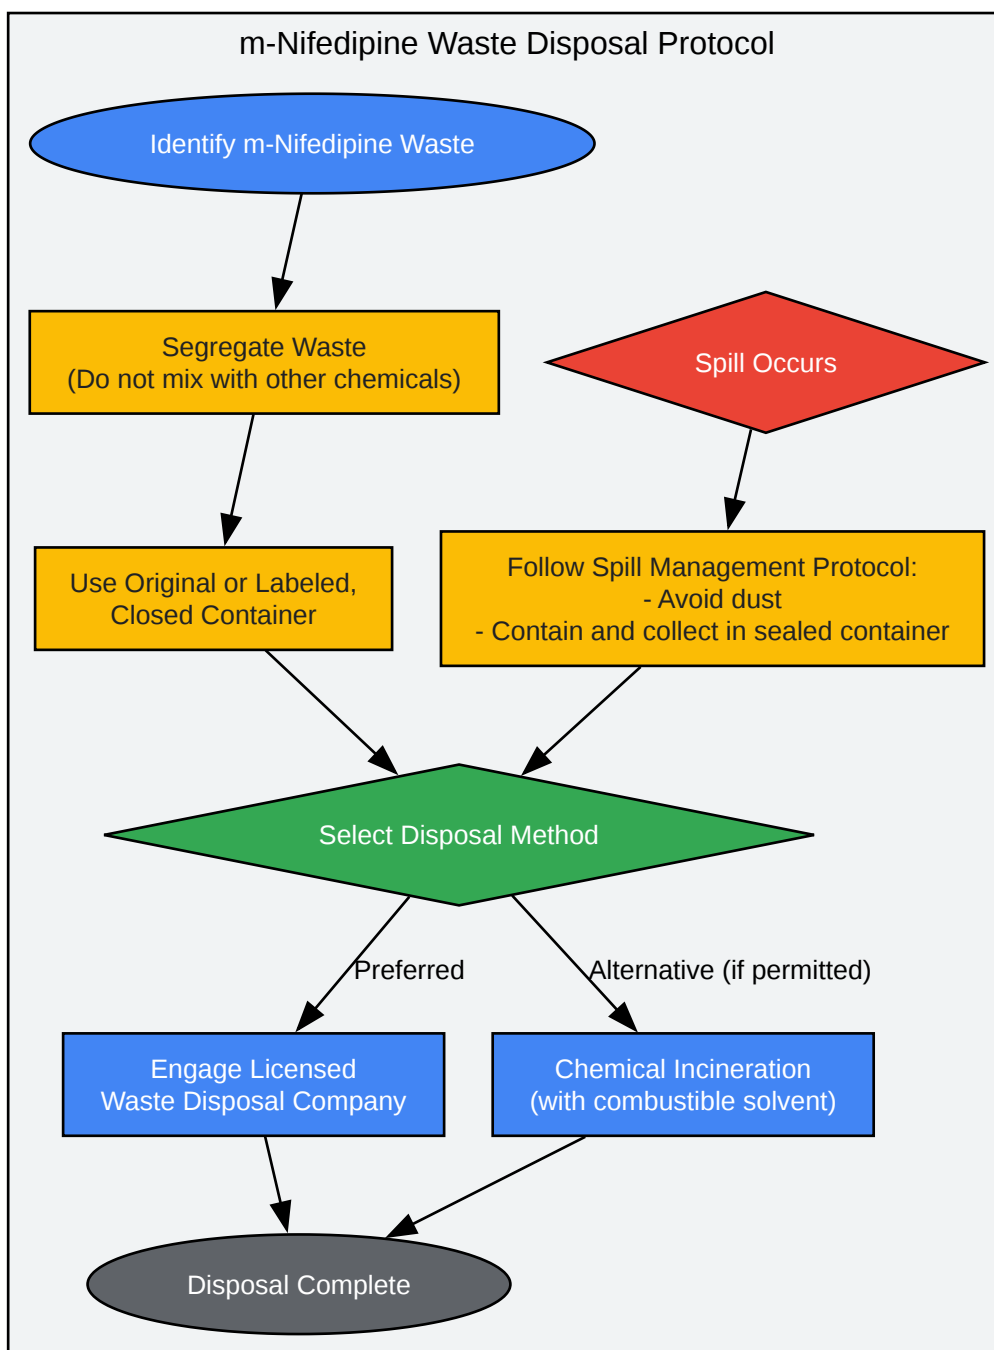 m-Nifedipine Waste Disposal Protocol
Identify m-Nifedipine Waste
Segregate Waste
(Do not mix with other chemicals)
Spill Occurs
Use Original or Labeled,
Closed Container
Follow Spill Management Protocol:
- Avoid dust
- Contain and collect in sealed container
Select Disposal Method
Preferred
Alternative (if permitted)
Engage Licensed
Waste Disposal Company
Chemical Incineration
(with combustible solvent)
Disposal Complete